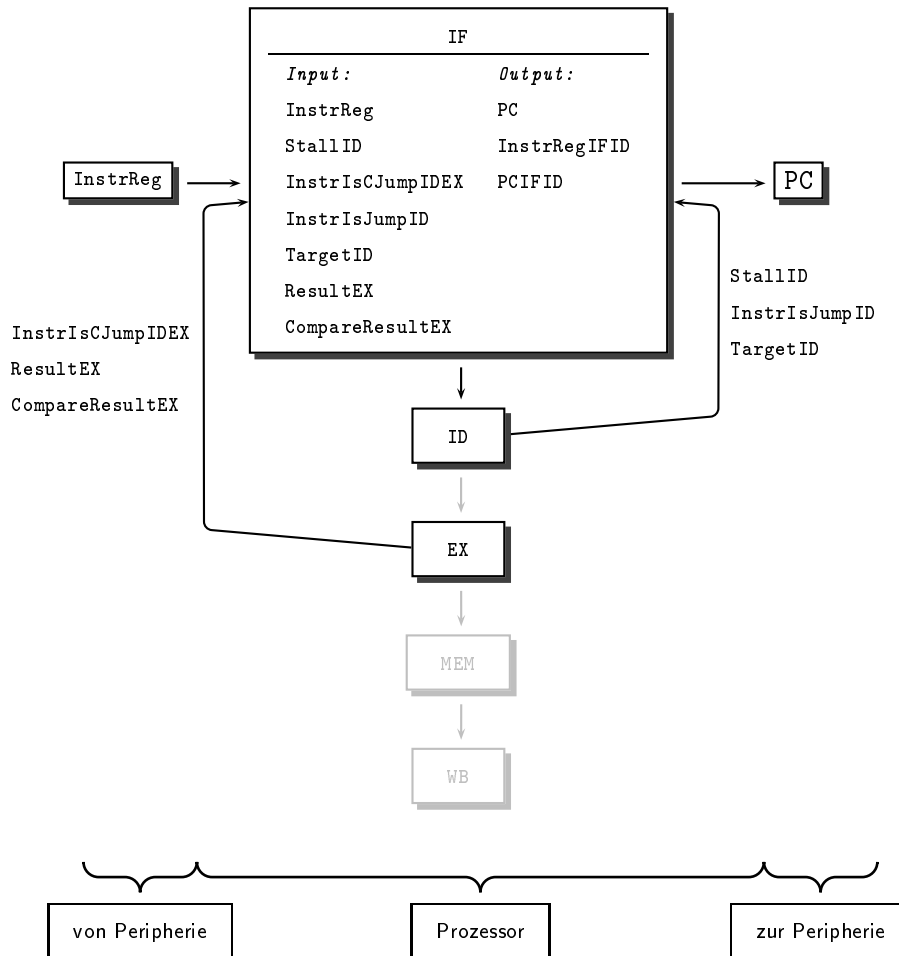 IF
Input: Output:
InstrReg PC
StallID InstrRegIFID
InstrIsCJumpIDEX PCIFID
InstrIsJumpID
TargetID
ResultEX
CompareResultEX
InstrReg
PC
StallID
InstrIsJumpID
TargetID
InstrIsCJumpIDEX
ResultEX
CompareResultEX
ID
EX
MEM
WB
von Peripherie Prozessor zur Peripherie